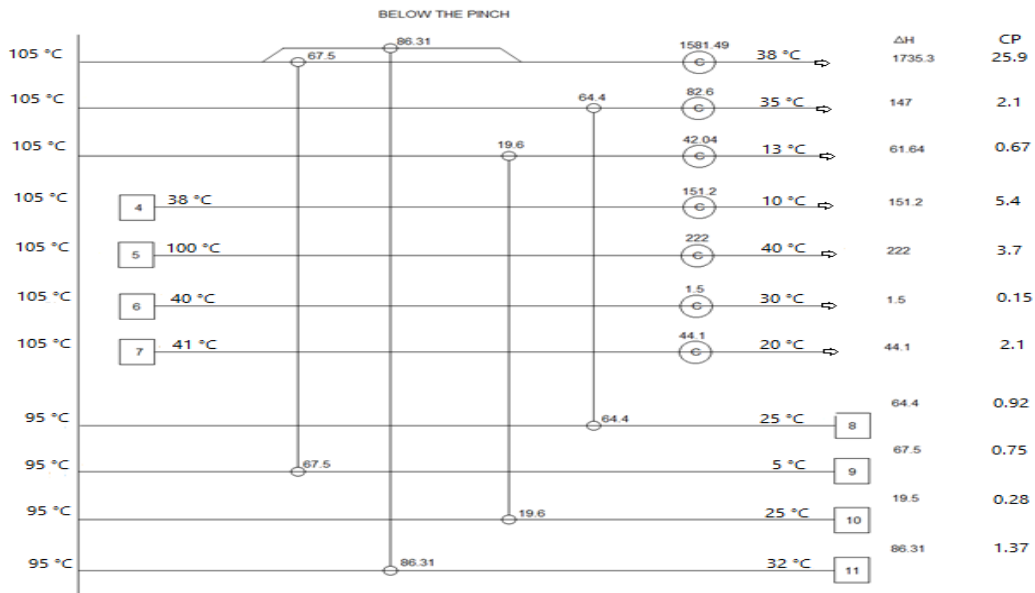 BELOW THE PINCH
ΔH CP
105 °C 67.5 86.31 1581.49 C 38 °C 1735.3 25.9
105 °C 64.4 82.6 C 35 °C 147 2.1
105 °C 19.6 42.04 C 13 °C 61.64 0.67
105 °C 4 38 °C 151.2 C 10 °C 151.2 5.4
105 °C 5 100 °C 222 C 40 °C 222 3.7
105 °C 6 40 °C 1.5 C 30 °C 1.5 0.15
105 °C 7 41 °C 44.1 C 20 °C 44.1 2.1
95 °C 64.4 25 °C 8 64.4 0.92
95 °C 67.5 5 °C 9 67.5 0.75
95 °C 19.6 25 °C 10 19.5 0.28
95 °C 86.31 32 °C 11 86.31 1.37